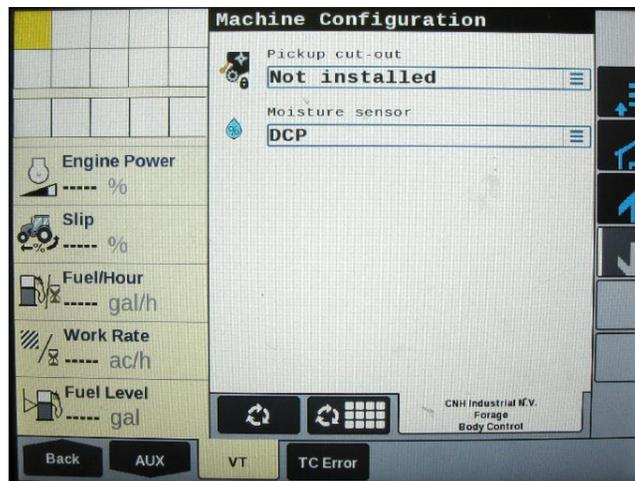 Machine Configuration
Pickup cut-out
Not installed
Moisture sensor
%
DCP
Engine Power
----- %
Slip
%
----- %
Fuel/Hour
----- gal/h
Work Rate
----- ac/h
Fuel Level
----- gal
CNH Industrial N.V.
Forage
Body Control
Back
AUX
VT
TC Error